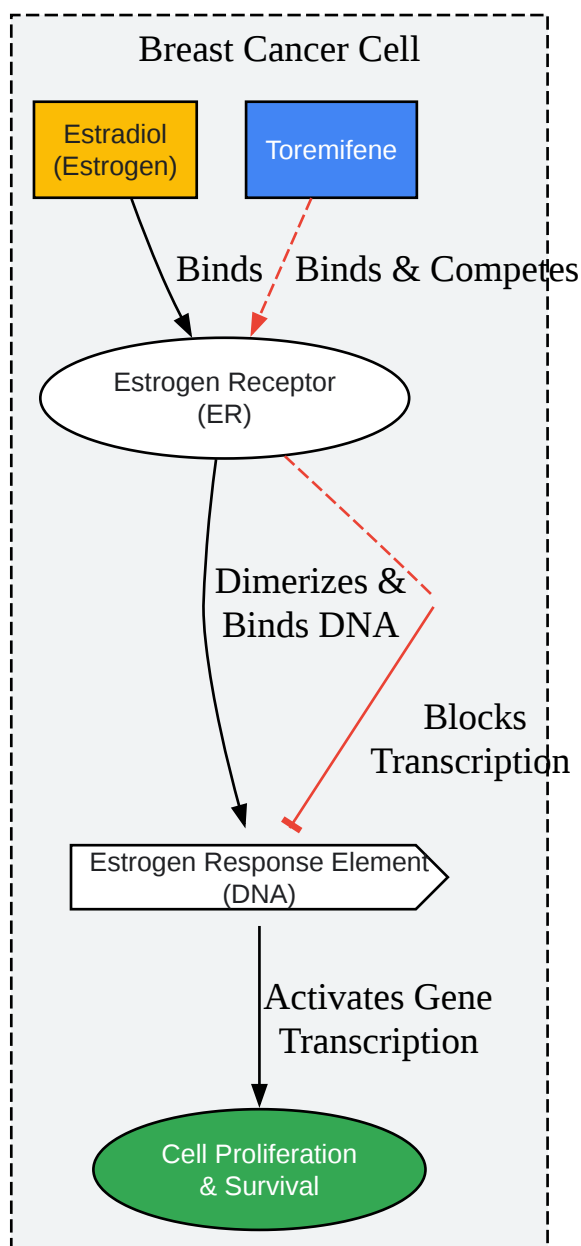 Breast Cancer Cell
Estradiol
(Estrogen)
Toremifene
Binds
Binds & Competes
Estrogen Receptor
(ER)
Dimerizes &
Binds DNA
Blocks
Transcription
Estrogen Response Element
(DNA)
Activates Gene
Transcription
Cell Proliferation
& Survival